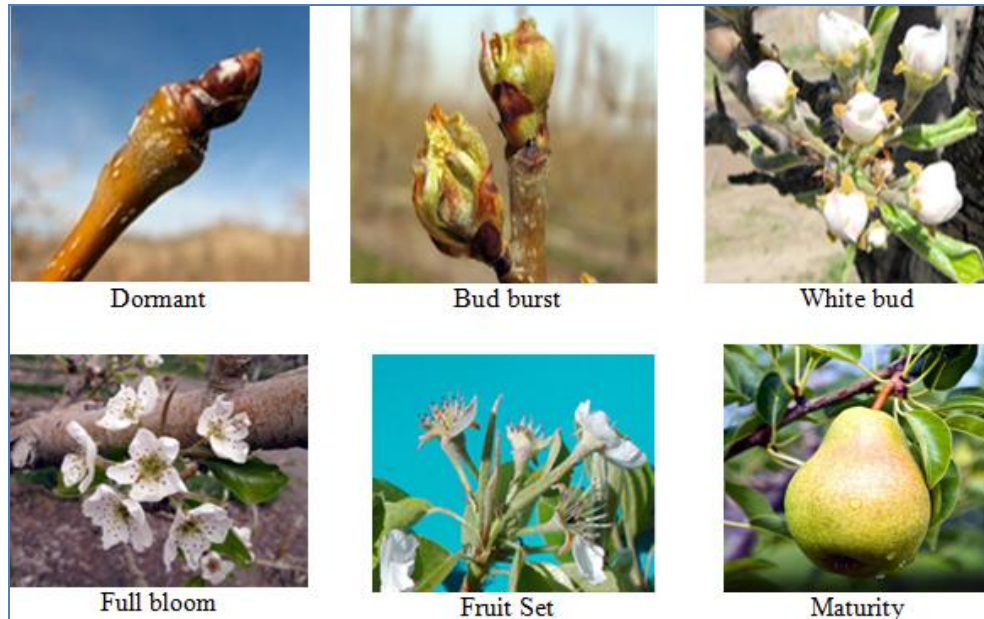 Dormant
Bud burst
White bud
Full bloom
Fruit Set
Maturity